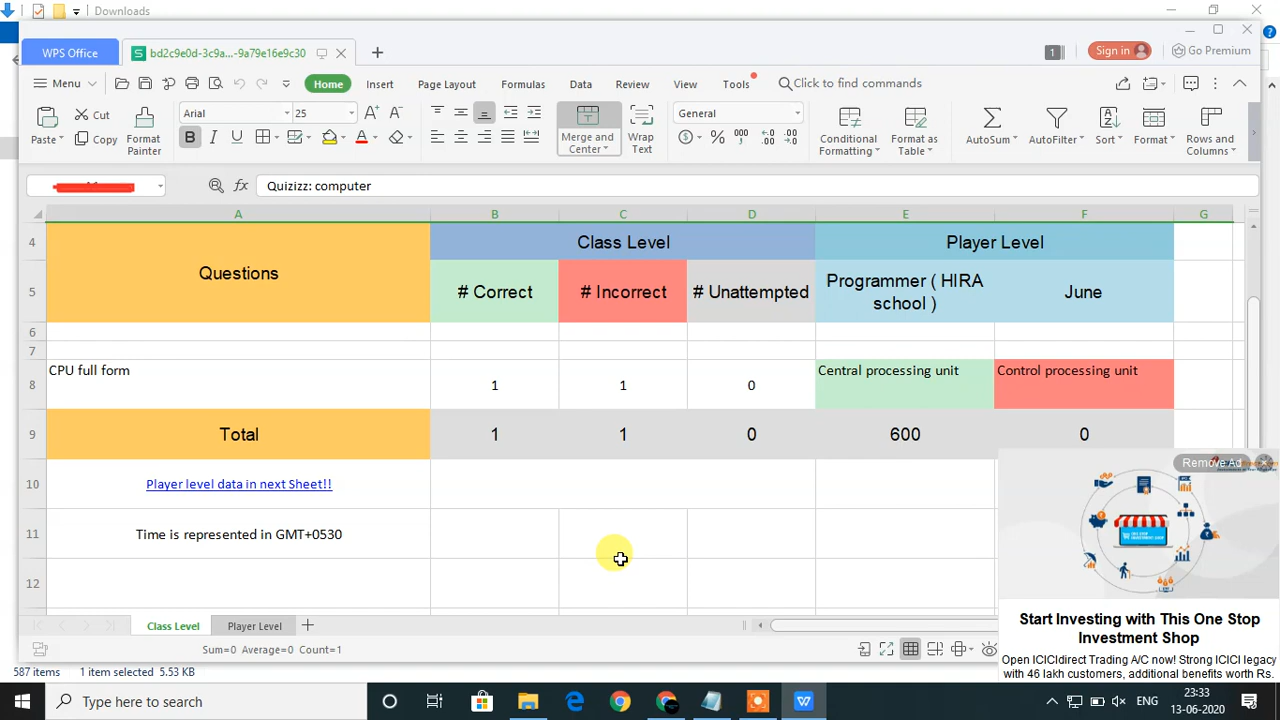 Downloads
WPS Office
bd2c9e0d-3c9a...-9a79e16e9c30
1
Sign in
Go Premium
Menu
Home
Insert
Page Layout
Formulas
Data
Review
View
Tools
Click to find commands
Paste
Cut
Copy
Format
Painter
Arial
25
A+
A-
B I U
Merge and
Center
Wrap
Text
General
Conditional
Formatting
Format as
Table
AutoSum
AutoFilter
Sort
Format
Rows and
Columns
fx
Quizizz: computer
A B C D E F G
4
Questions
Class Level
Player Level
5
# Correct
# Incorrect
# Unattempted
Programmer ( HIRA
school )
June
6
7
8
CPU full form
1
1
0
Central processing unit
Control processing unit
9
Total
1
1
0
600
0
10
Player level data in next Sheet!!
11
Time is represented in GMT+0530
12
Remove Ad
Start Investing with This One Stop
Investment Shop
Open ICICIdirect Trading A/C now! Strong ICICI legacy
with 46 lakh customers, additional benefits worth Rs.
Class Level
Player Level
Sum=0 Average=0 Count=1
587 items
1 item selected 5.53 KB
Type here to search
ENG
23:33
13-06-2020